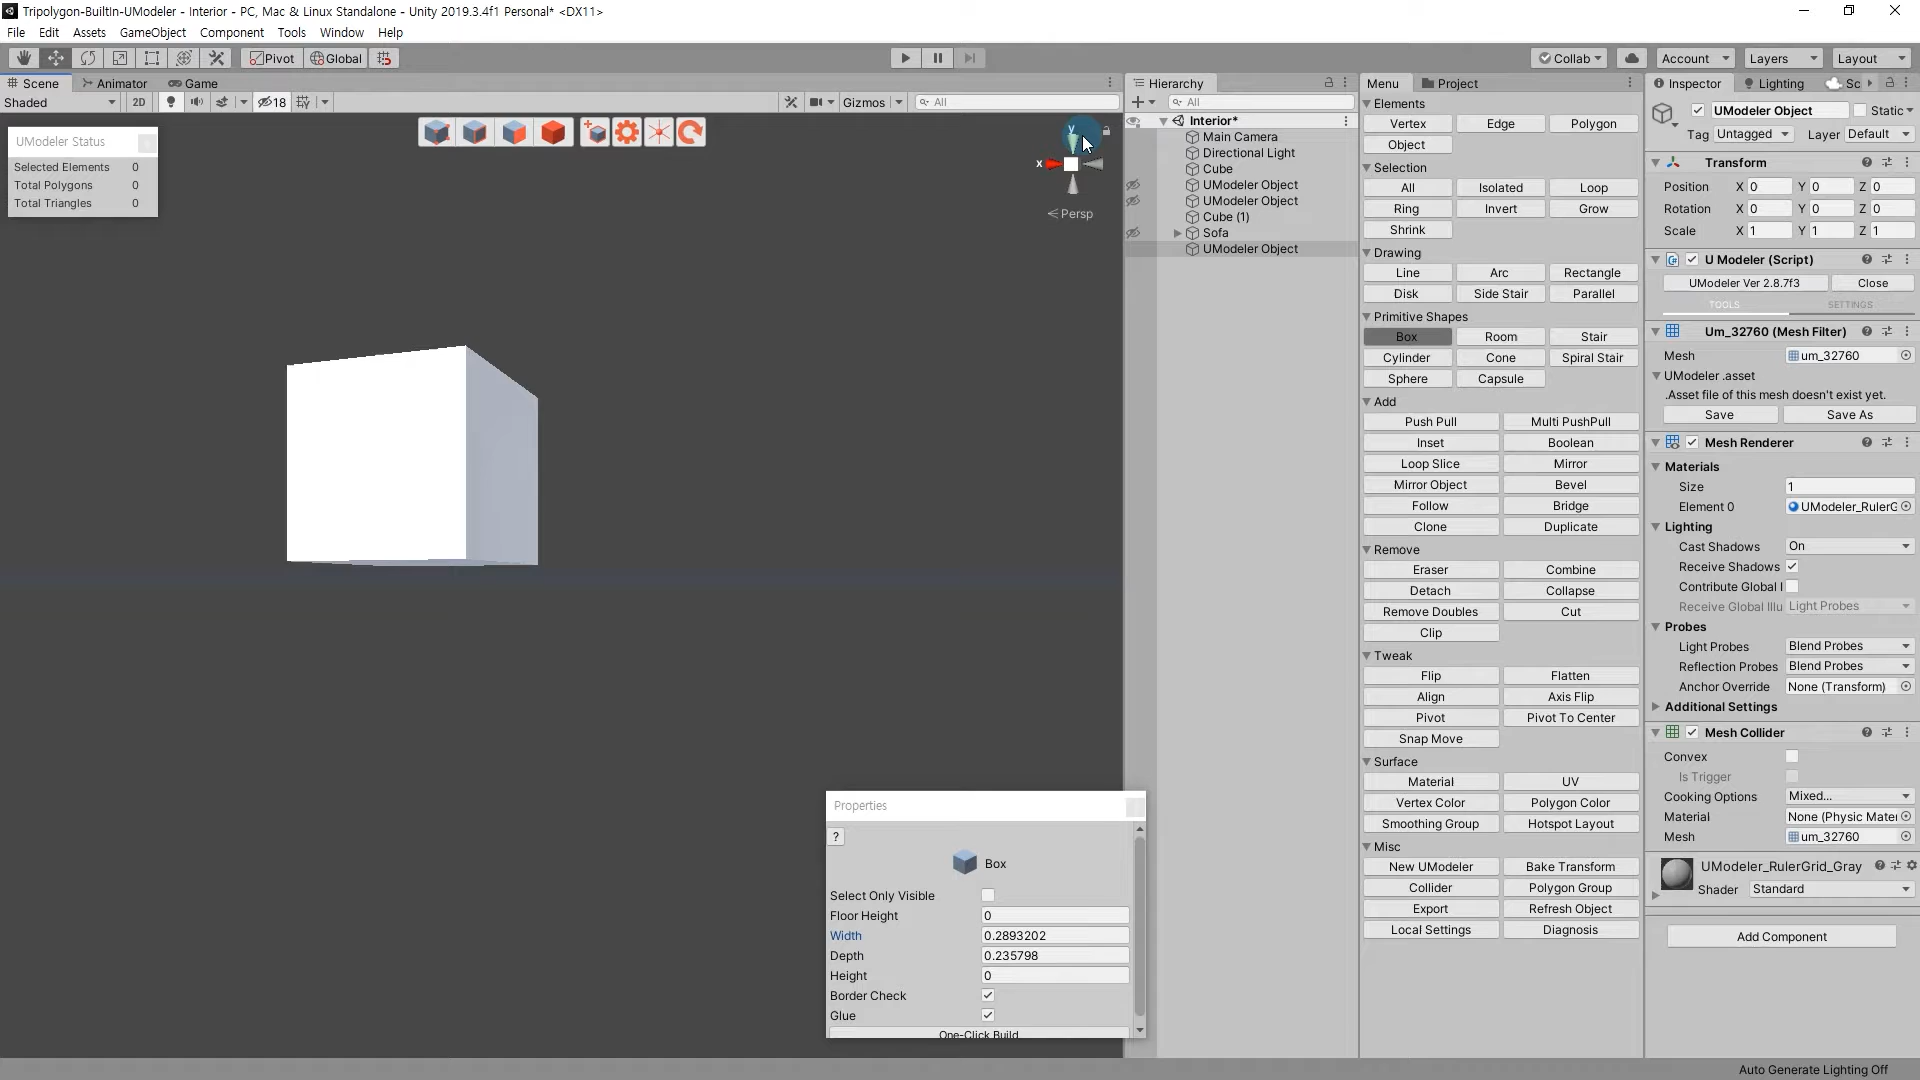 Tripolygon-BuiltIn-UModeler - Interior - PC, Mac & Linux Standalone - Unity 2019.3.4f1 Personal* <DX11>
File Edit Assets GameObject Component Tools Window Help
Pivot Global Collab Account Layers Layout
Scene Animator Game
Shaded 2D 18 Gizmos All
UModeler Status
Selected Elements 0
Total Polygons 0
Total Triangles 0
y
x
Persp
Hierarchy
All
Interior*
Main Camera
Directional Light
Cube
UModeler Object
UModeler Object
Cube (1)
Sofa
UModeler Object
Menu Project
Elements
Vertex Edge Polygon
Object
Selection
All Isolated Loop
Ring Invert Grow
Shrink
Drawing
Line Arc Rectangle
Disk Side Stair Parallel
Primitive Shapes
Box Room Stair
Cylinder Cone Spiral Stair
Sphere Capsule
Add
Push Pull Multi PushPull
Inset Boolean
Loop Slice Mirror
Mirror Object Bevel
Follow Bridge
Clone Duplicate
Remove
Eraser Combine
Detach Collapse
Remove Doubles Cut
Clip
Tweak
Flip Flatten
Align Axis Flip
Pivot Pivot To Center
Snap Move
Surface
Material UV
Vertex Color Polygon Color
Smoothing Group Hotspot Layout
Misc
New UModeler Bake Transform
Collider Polygon Group
Export Refresh Object
Local Settings Diagnosis
Inspector Lighting Sc
UModeler Object Static
Tag Untagged Layer Default
Transform
Position X 0 Y 0 Z 0
Rotation X 0 Y 0 Z 0
Scale X 1 Y 1 Z 1
U Modeler (Script)
UModeler Ver 2.8.7f3 Close
TOOLS SETTINGS
Um_32760 (Mesh Filter)
Mesh um_32760
UModeler .asset
.Asset file of this mesh doesn't exist yet.
Save Save As
Mesh Renderer
Materials
Size 1
Element 0 UModeler_RulerG
Lighting
Cast Shadows On
Receive Shadows
Contribute Global I
Receive Global Illu Light Probes
Probes
Light Probes Blend Probes
Reflection Probes Blend Probes
Anchor Override None (Transform)
Additional Settings
Mesh Collider
Convex
Is Trigger
Cooking Options Mixed...
Material None (Physic Mater
Mesh um_32760
UModeler_RulerGrid_Gray
Shader Standard
Add Component
Properties
?
Box
Select Only Visible
Floor Height 0
Width 0.2893202
Depth 0.235798
Height 0
Border Check
Glue
One-Click Build
Auto Generate Lighting Off